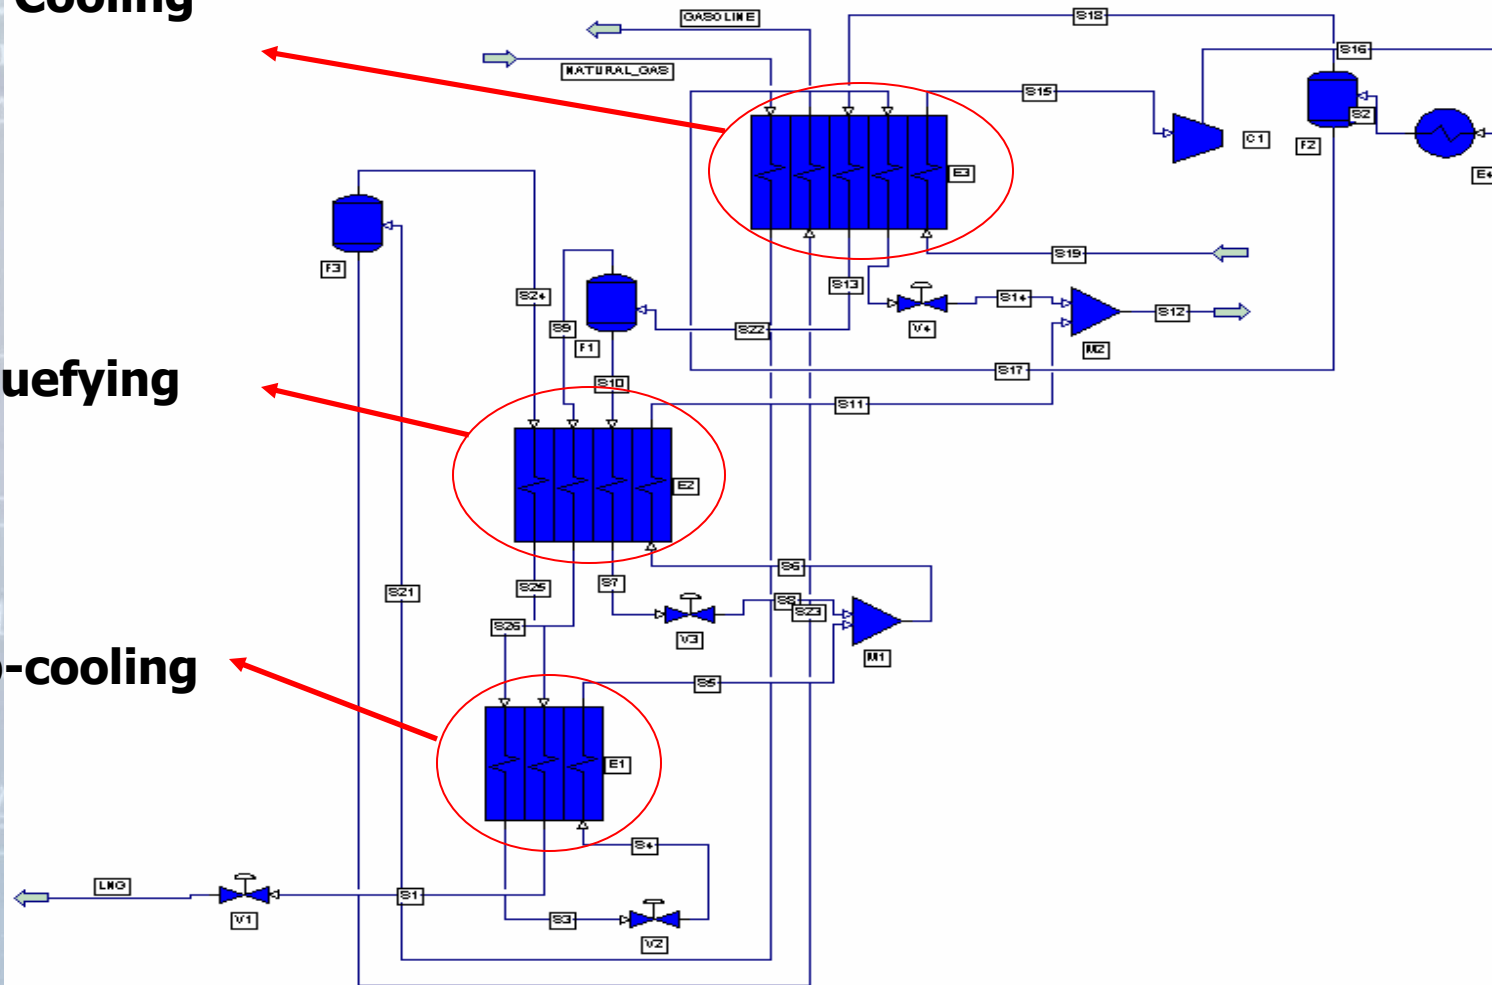 Cooling
GASOLINE
S18
S16
NATURAL_GAS
S15
S2
C1
F2
E3
E4
F3
S19
S13
S24
S14
S12
S9
S22
V4
F1
M2
S17
S10
uefying
S11
E2
S6
S25
S7
S21
S8
S23
S26
V3
M1
-cooling
S5
E1
S4
LNG
S1
V1
S3
V2